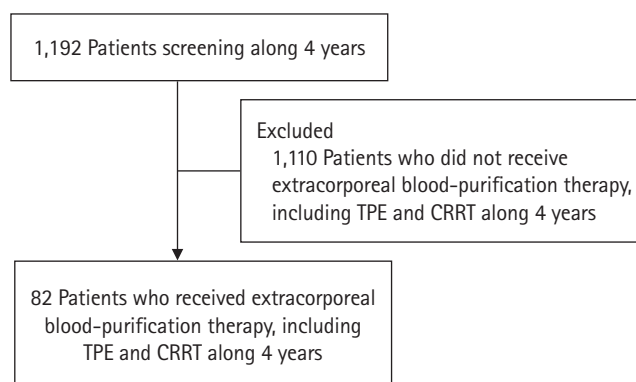 1,192 Patients screening along 4 years
Excluded
1,110 Patients who did not receive
extracorporeal blood-purification therapy,
including TPE and CRRT along 4 years
82 Patients who received extracorporeal
blood-purification therapy, including
TPE and CRRT along 4 years